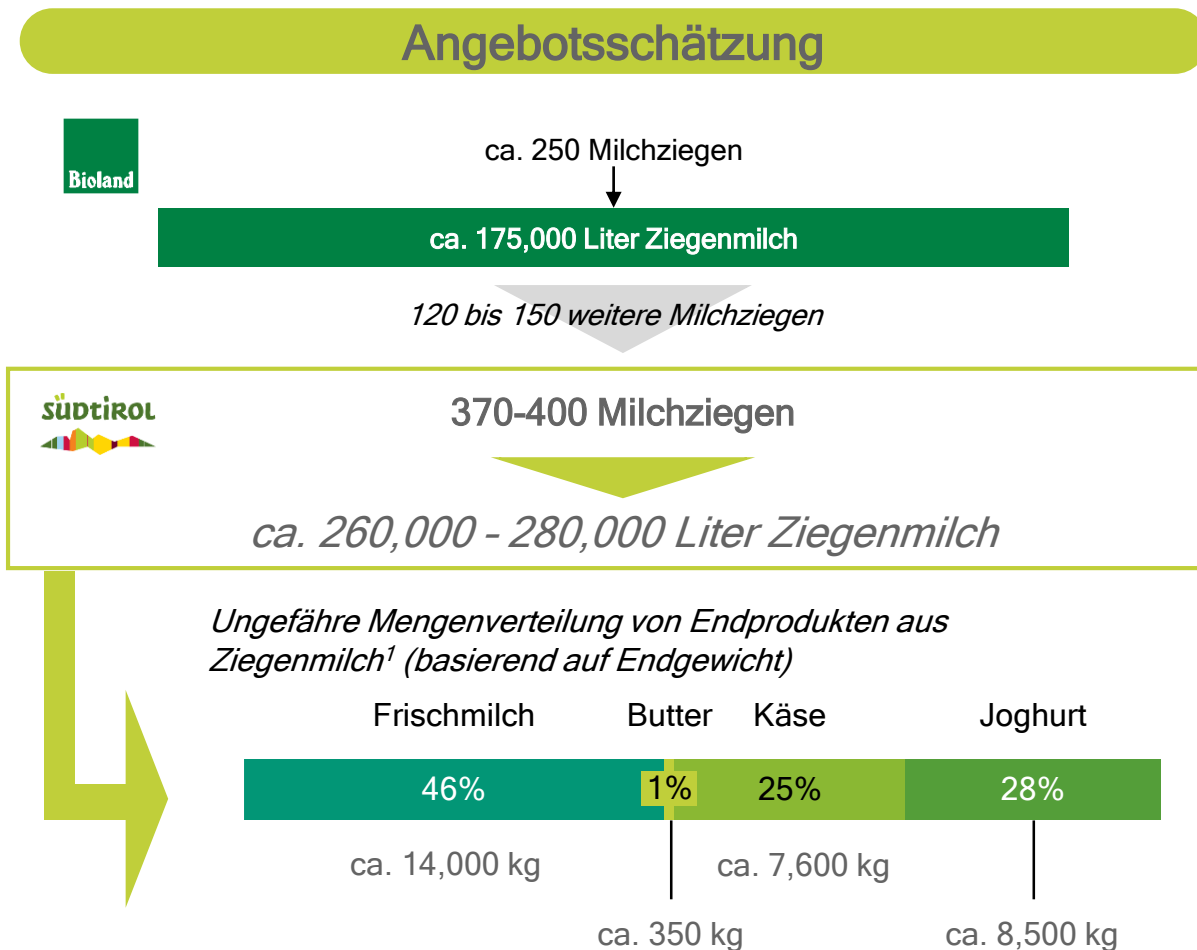 Angebotsschätzung
Bioland
ca. 250 Milchziegen
ca. 175,000 Liter Ziegenmilch
120 bis 150 weitere Milchziegen
südtirol
370-400 Milchziegen
ca. 260,000 - 280,000 Liter Ziegenmilch
Ungefähre Mengenverteilung von Endprodukten aus
Ziegenmilch¹ (basierend auf Endgewicht)
Frischmilch Butter Käse Joghurt
46% 1% 25% 28%
ca. 14,000 kg ca. 7,600 kg
ca. 350 kg ca. 8,500 kg